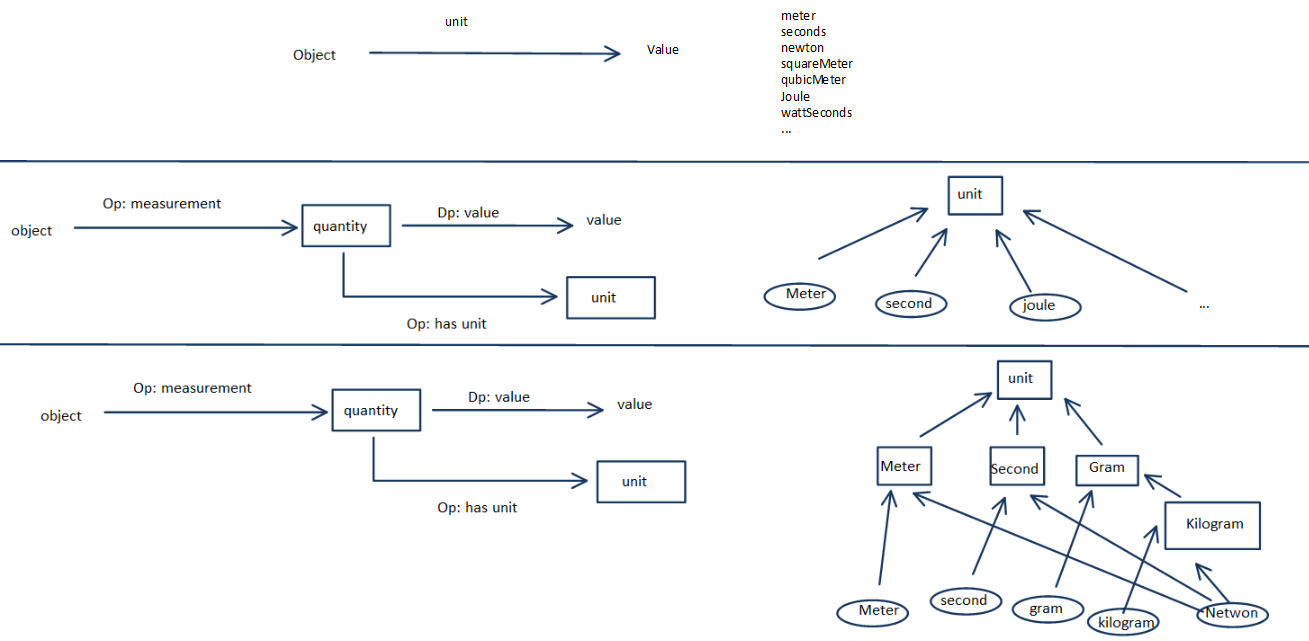 unit
Object
Value
meter
seconds
newton
squareMeter
qubicMeter
Joule
wattSeconds
...
Op: measurement
object
quantity
Dp: value
value
unit
Op: has unit
unit
Meter
second
joule
...
Op: measurement
object
quantity
Dp: value
value
unit
Op: has unit
unit
Meter
Second
Gram
Kilogram
Meter
second
gram
kilogram
Netwon